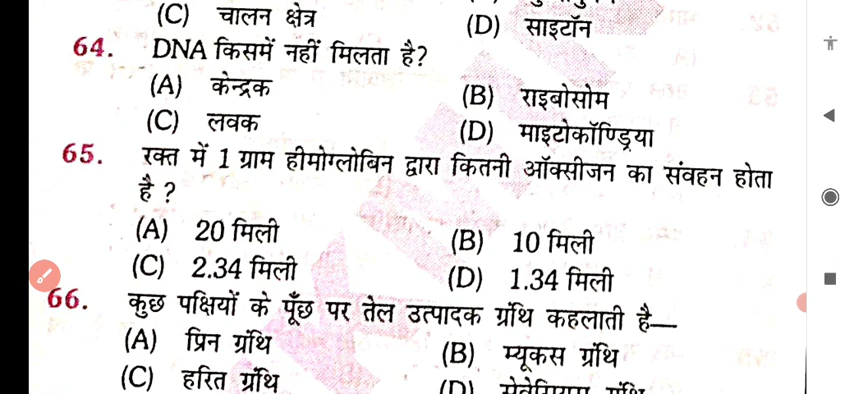 (C) चालन क्षेत्र
(D) साइटॉन
64. DNA किसमें नहीं मिलता है?
(A) केन्द्रक
(B) राइबोसोम
(C) लवक
(D) माइटोकॉण्ड्रिया
65. रक्त में 1 ग्राम हीमोग्लोबिन द्वारा कितनी ऑक्सीजन का संवहन होता
है ?
(A) 20 मिली
(B) 10 मिली
(C) 2.34 मिली
(D) 1.34 मिली
66. कुछ पक्षियों के पूँछ पर तेल उत्पादक ग्रंथि कहलाती है—
(A) प्रिन ग्रंथि
(B) म्यूकस ग्रंथि
(C) हरित ग्रंथि
(D)